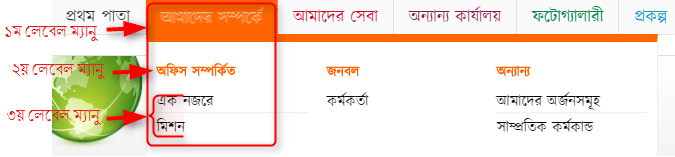 প্রথম পাতা আমাদের সম্পর্কে আমাদের সেবা অন্যান্য কার্যালয় ফটোগ্যালারী প্রকল্প
১ম লেবেল ম্যানু
২য় লেবেল ম্যানু অফিস সম্পর্কিত জনবল অন্যান্য
এক নজরে কর্মকর্তা আমাদের অর্জনসমূহ
৩য় লেবেল ম্যানু
মিশন সাম্প্রতিক কর্মকান্ড